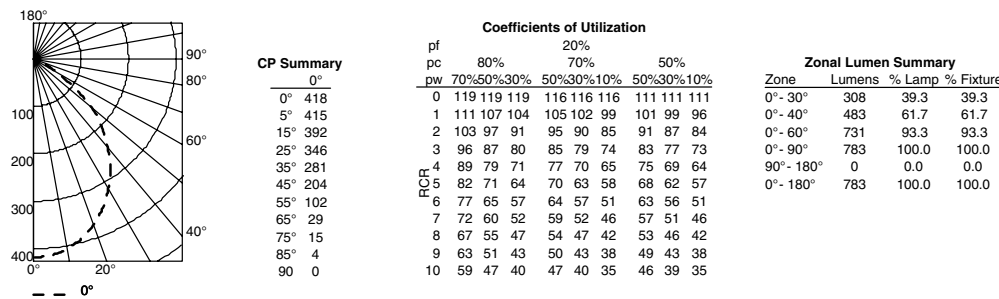 180°
90°
80°
100
60°
200
300
40°
400
0° 20°
0°
CP Summary
0°
0° 418
5° 415
15° 392
25° 346
35° 281
45° 204
55° 102
65° 29
75° 15
85° 4
90 0
Coefficients of Utilization
pf 20%
pc 80% 70% 50%
pw 70%50%30% 50%30%10% 50%30%10%
RCR
0 119 119 119 116 116 116 111 111 111
1 111 107 104 105 102 99 101 99 96
2 103 97 91 95 90 85 91 87 84
3 96 87 80 85 79 74 83 77 73
4 89 79 71 77 70 65 75 69 64
5 82 71 64 70 63 58 68 62 57
6 77 65 57 64 57 51 63 56 51
7 72 60 52 59 52 46 57 51 46
8 67 55 47 54 47 42 53 46 42
9 63 51 43 50 43 38 49 43 38
10 59 47 40 47 40 35 46 39 35
Zonal Lumen Summary
Zone Lumens % Lamp % Fixture
0°- 30° 308 39.3 39.3
0°- 40° 483 61.7 61.7
0°- 60° 731 93.3 93.3
0°- 90° 783 100.0 100.0
90°- 180° 0 0.0 0.0
0°- 180° 783 100.0 100.0